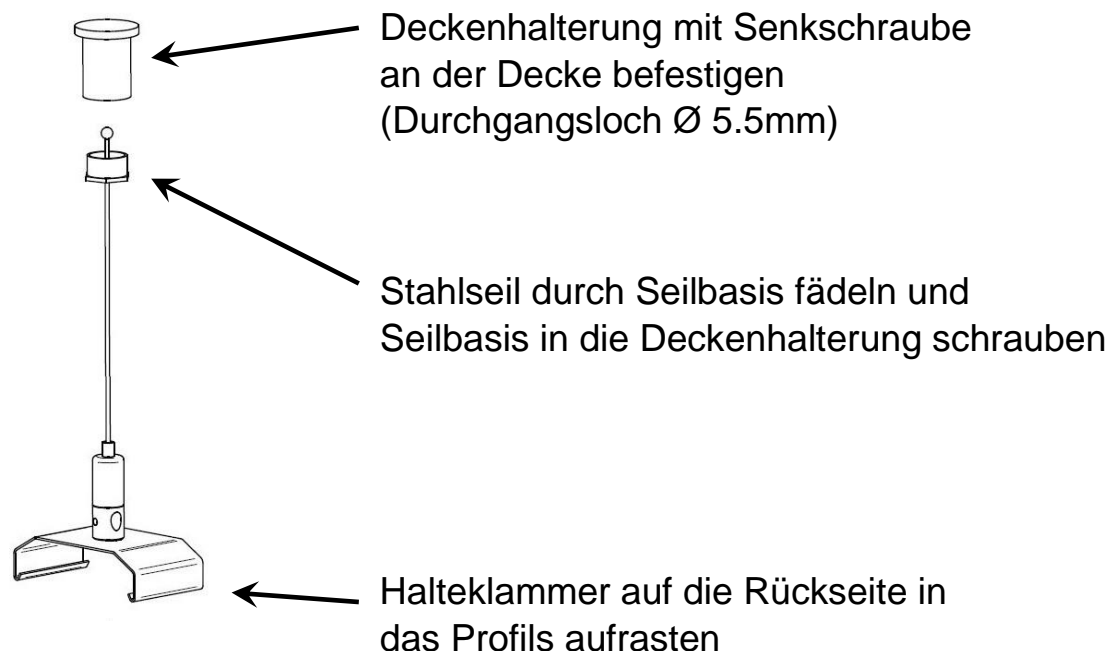 Deckenhalterung mit Senkschraube
an der Decke befestigen
(Durchgangsloch Ø 5.5mm)
Stahlseil durch Seilbasis fädeln und
Seilbasis in die Deckenhalterung schrauben
Halteklammer auf die Rückseite in
das Profils aufrasten